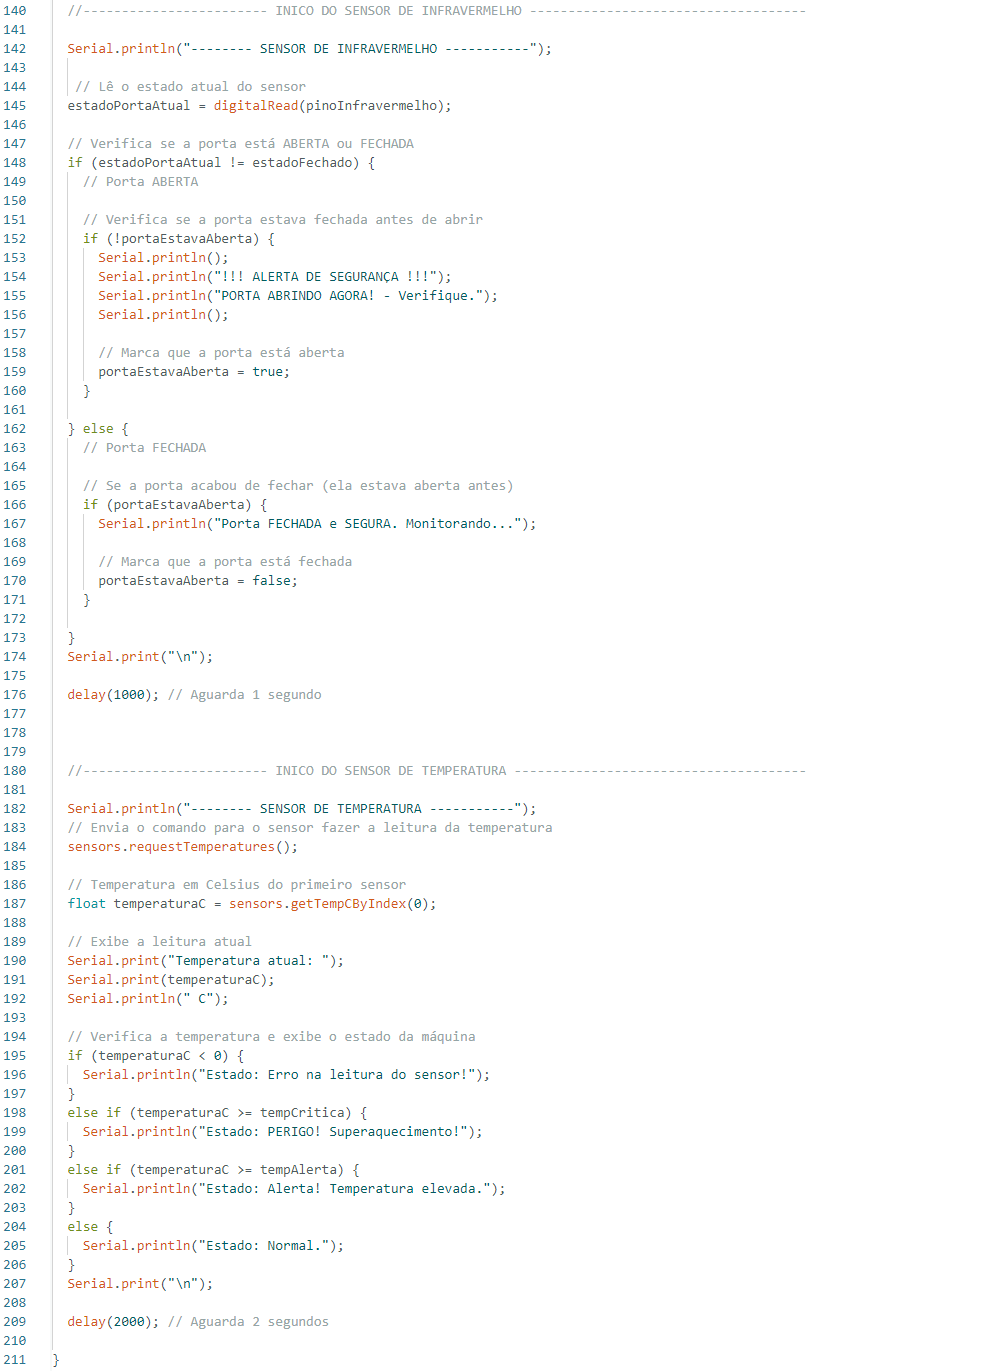 140 //------------------------ INICO DO SENSOR DE INFRAVERMELHO ------------------------------------
141
142 Serial.println("-------- SENSOR DE INFRAVERMELHO -----------");
143
144 // Lê o estado atual do sensor
145 estadoPortaAtual = digitalRead(pinoInfravermelho);
146
147 // Verifica se a porta está ABERTA ou FECHADA
148 if (estadoPortaAtual != estadoFechado) {
149 // Porta ABERTA
150
151 // Verifica se a porta estava fechada antes de abrir
152 if (!portaEstavaAberta) {
153 Serial.println();
154 Serial.println("!!! ALERTA DE SEGURANÇA !!!");
155 Serial.println("PORTA ABRINDO AGORA! - Verifique.");
156 Serial.println();
157
158 // Marca que a porta está aberta
159 portaEstavaAberta = true;
160 }
161
162 } else {
163 // Porta FECHADA
164
165 // Se a porta acabou de fechar (ela estava aberta antes)
166 if (portaEstavaAberta) {
167 Serial.println("Porta FECHADA e SEGURA. Monitorando...");
168
169 // Marca que a porta está fechada
170 portaEstavaAberta = false;
171 }
172
173 }
174 Serial.print("\n");
175
176 delay(1000); // Aguarda 1 segundo
177
178
179
180 //------------------------ INICO DO SENSOR DE TEMPERATURA --------------------------------------
181
182 Serial.println("-------- SENSOR DE TEMPERATURA -----------");
183 // Envia o comando para o sensor fazer a leitura da temperatura
184 sensors.requestTemperatures();
185
186 // Temperatura em Celsius do primeiro sensor
187 float temperaturaC = sensors.getTempCByIndex(0);
188
189 // Exibe a leitura atual
190 Serial.print("Temperatura atual: ");
191 Serial.print(temperaturaC);
192 Serial.println(" C");
193
194 // Verifica a temperatura e exibe o estado da máquina
195 if (temperaturaC < 0) {
196 Serial.println("Estado: Erro na leitura do sensor!");
197 }
198 else if (temperaturaC >= tempCritica) {
199 Serial.println("Estado: PERIGO! Superaquecimento!");
200 }
201 else if (temperaturaC >= tempAlerta) {
202 Serial.println("Estado: Alerta! Temperatura elevada.");
203 }
204 else {
205 Serial.println("Estado: Normal.");
206 }
207 Serial.print("\n");
208
209 delay(2000); // Aguarda 2 segundos
210
211 }